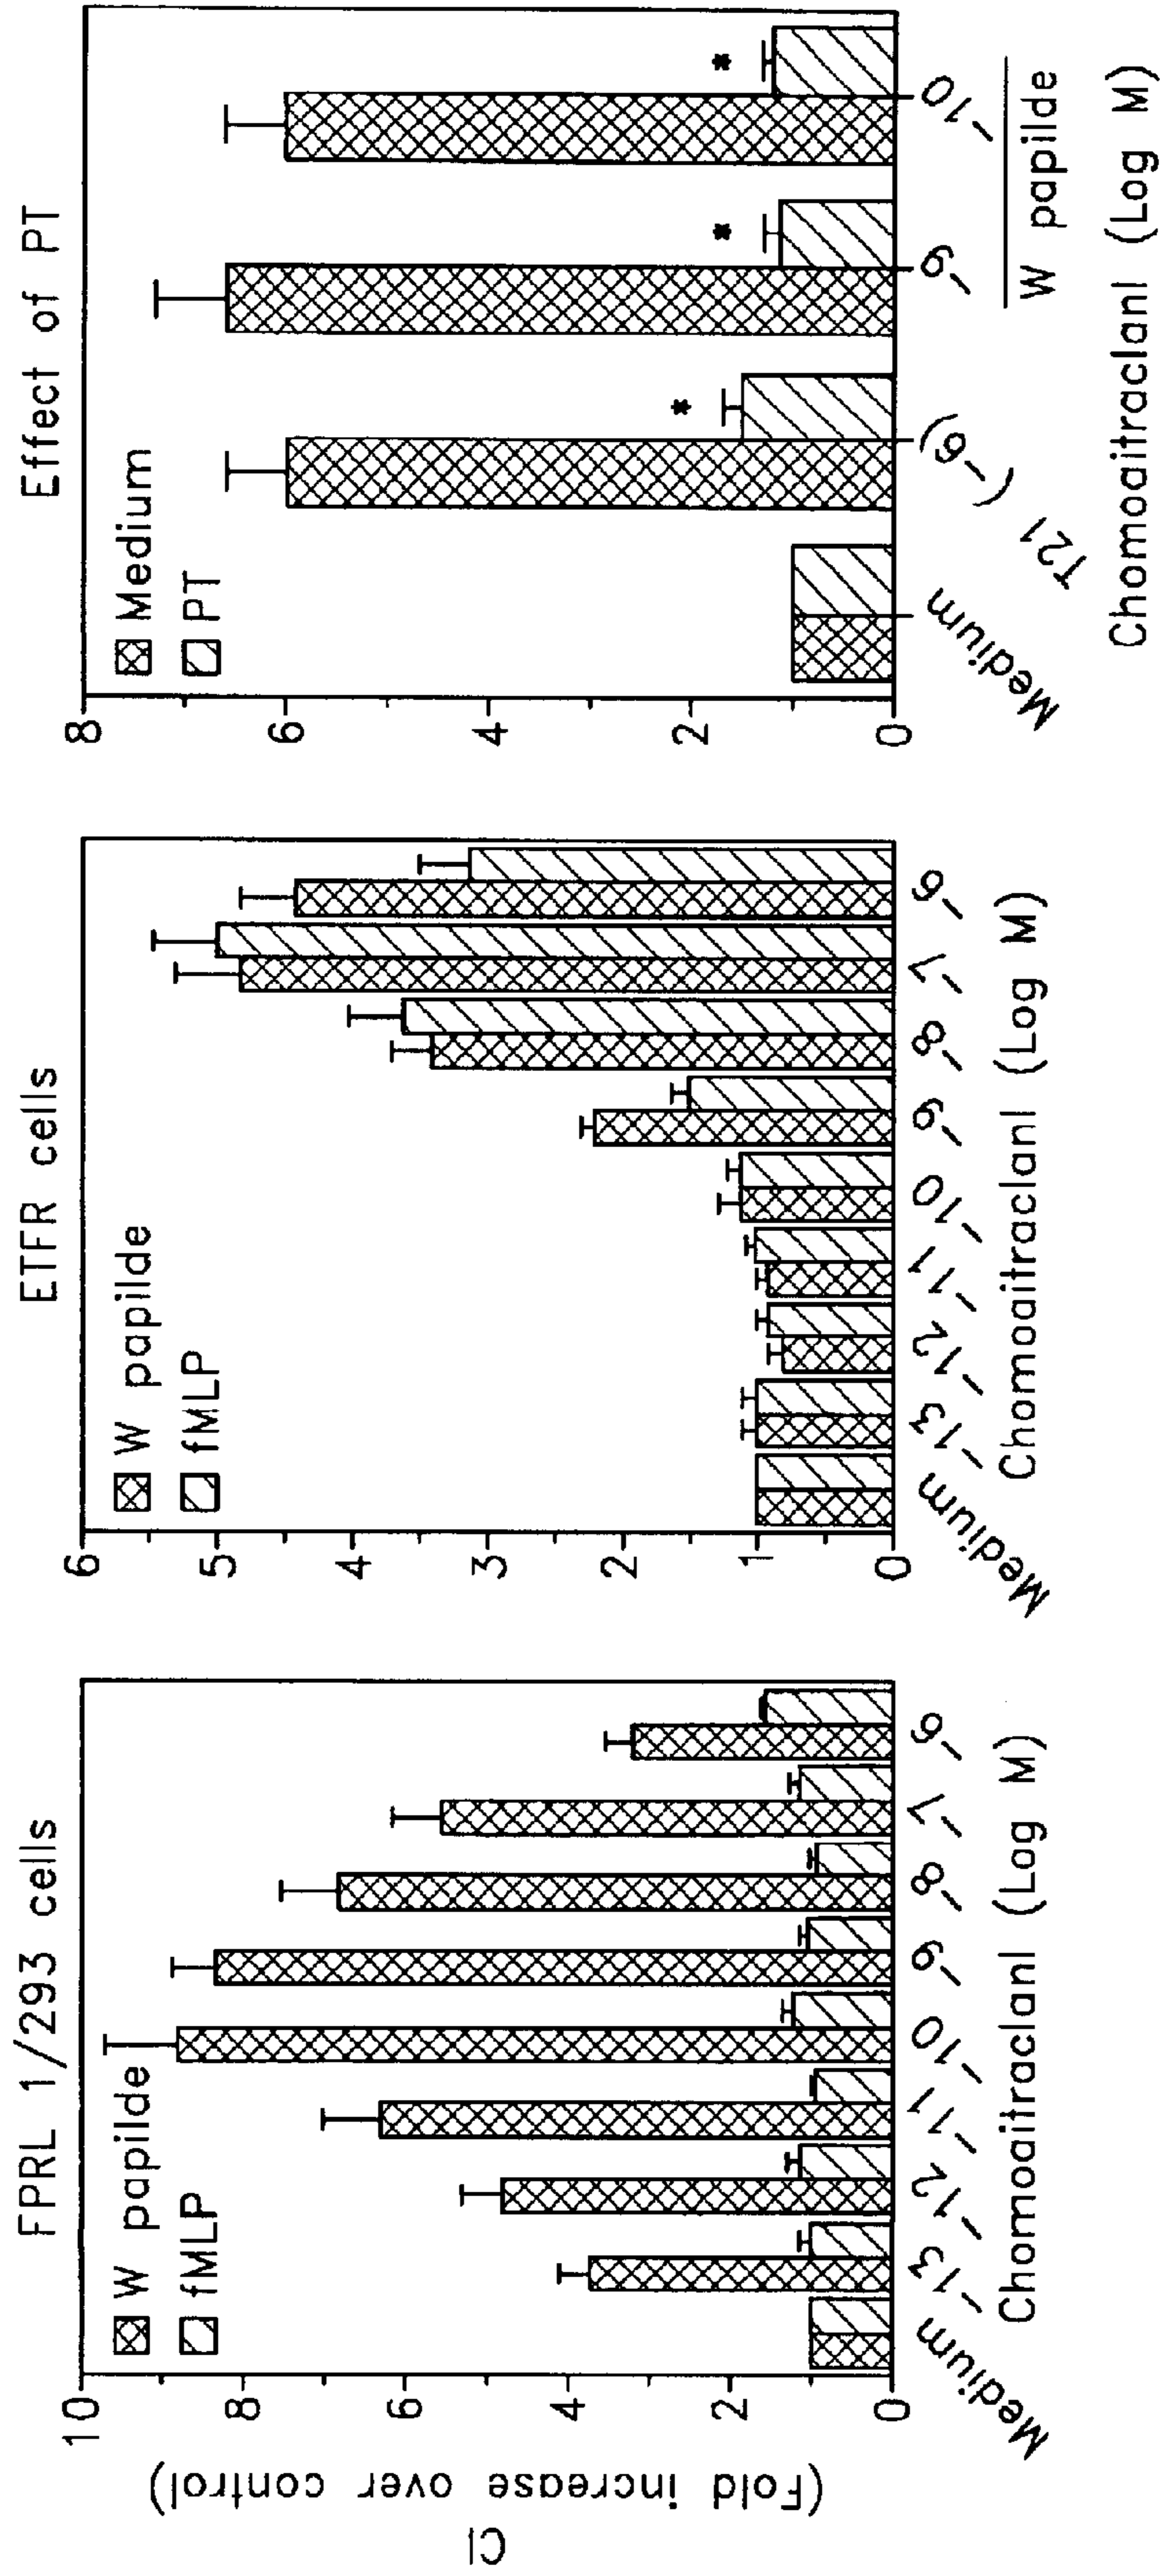 FPRL 1/293 cells
CI
(Fold increase over control)
10
8
6
4
2
0
W papilde
fMLP
Medium
-13
-12
-11
-10
-9
-8
-7
-6
Chomoaitraclanl (Log M)
ETFR cells
6
5
4
3
2
1
0
W papilde
fMLP
Medium
-13
-12
-11
-10
-9
-8
-7
-6
Chomoaitraclanl (Log M)
Effect of PT
8
6
4
2
0
Medium
PT
*
*
*
Medium
T21 (-6)
-9
-10
W papilde
Chomoaitraclanl (Log M)